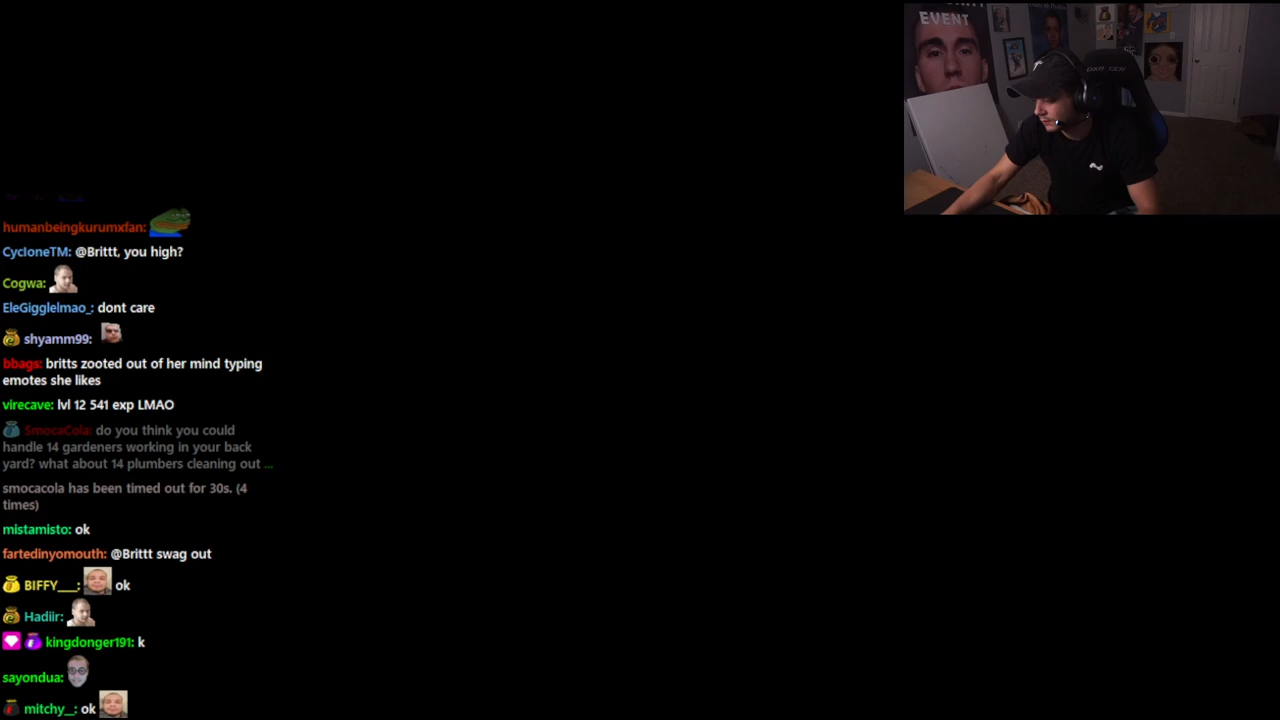 EVENT
humanbeingkurumxfan:
CycloneTM: @Brittt, you high?
Cogwa:
EleGigglelmao_: dont care
shyamm99:
bbags: britts zooted out of her mind typing
emotes she likes
virecave: lvl 12 541 exp LMAO
SmocaCola: do you think you could
handle 14 gardeners working in your back
yard? what about 14 plumbers cleaning out ...
smocacola has been timed out for 30s. (4
times)
mistamisto: ok
fartedinyomouth: @Brittt swag out
BIFFY___: ok
Hadiir:
kingdonger191: k
sayondua:
mitchy__: ok